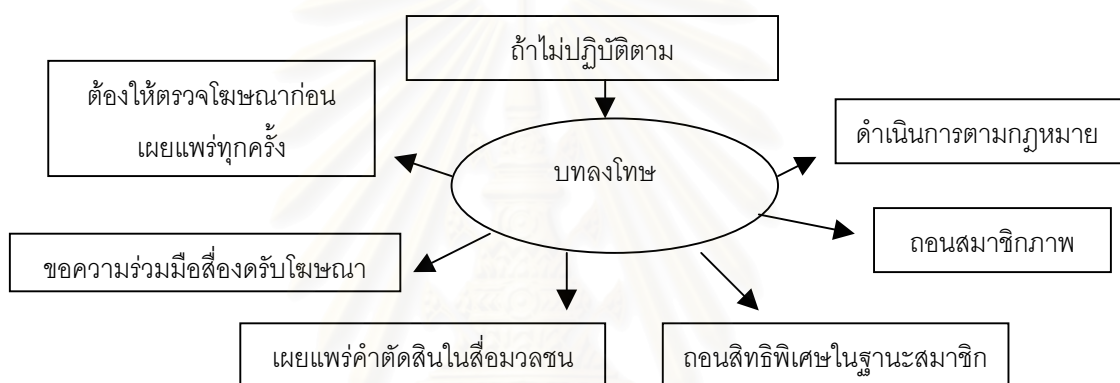 ถ้าไม่ปฏิบัติตาม
ต้องให้ตรวจโฆษณาก่อน
เผยแพร่ทุกครั้ง
ดำเนินการตามกฎหมาย
บทลงโทษ
ถอนสมาชิกภาพ
ขอความร่วมมือสื่องดรับโฆษณา
เผยแพร่คำตัดสินในสื่อมวลชน
ถอนสิทธิพิเศษในฐานะสมาชิก